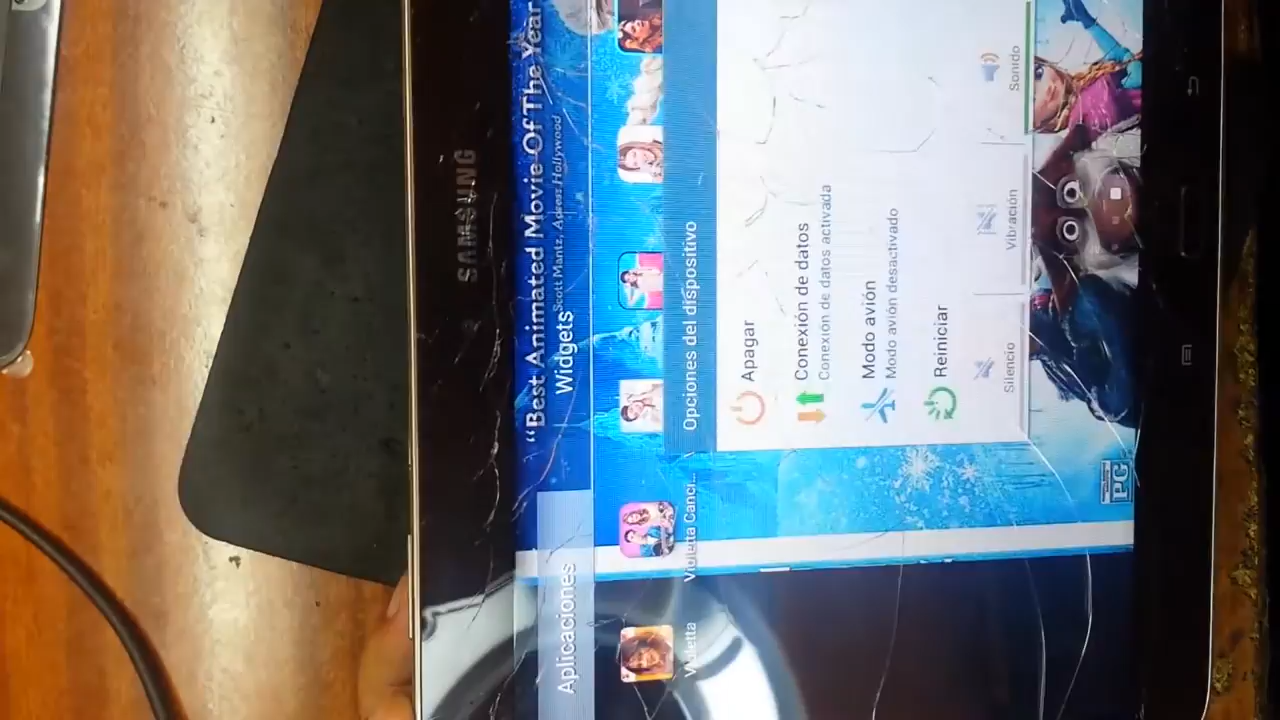 SAMSUNG
“Best Animated Movie Of The Year
Scott Mantz, Access Hollywood
Aplicaciones
Widgets
Violetta
Violetta Canci...
Opciones del dispositivo
Apagar
Conexión de datos
Conexión de datos activada
Modo avión
Modo avión desactivado
Reiniciar
Silencio
Vibración
Sonido
PG